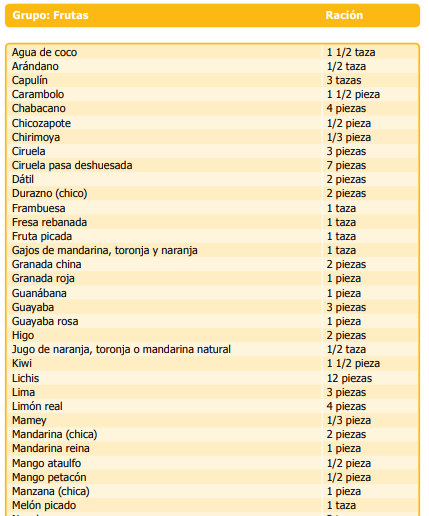 Grupo: Frutas Ración
Agua de coco 1 1/2 taza
Arándano 1/2 taza
Capulín 3 tazas
Carambolo 1 1/2 pieza
Chabacano 4 piezas
Chicozapote 1/2 pieza
Chirimoya 1/3 pieza
Ciruela 3 piezas
Ciruela pasa deshuesada 7 piezas
Dátil 2 piezas
Durazno (chico) 2 piezas
Frambuesa 1 taza
Fresa rebanada 1 taza
Fruta picada 1 taza
Gajos de mandarina, toronja y naranja 1 taza
Granada china 2 piezas
Granada roja 1 pieza
Guanábana 1 pieza
Guayaba 3 piezas
Guayaba rosa 1 pieza
Higo 2 piezas
Jugo de naranja, toronja o mandarina natural 1/2 taza
Kiwi 1 1/2 pieza
Lichis 12 piezas
Lima 3 piezas
Limón real 4 piezas
Mamey 1/3 pieza
Mandarina (chica) 2 piezas
Mandarina reina 1 pieza
Mango ataulfo 1/2 pieza
Mango petacón 1/2 pieza
Manzana (chica) 1 pieza
Melón picado 1 taza